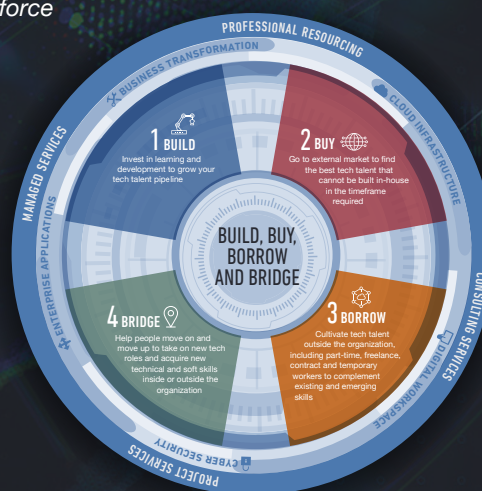 force
PROFESSIONAL RESOURCING
BUSINESS TRANSFORMATION
CLOUD INFRASTRUCTURE
MANAGED SERVICES
ENTERPRISE APPLICATIONS
1 BUILD
Invest in learning and
development to grow your
tech talent pipeline
2 BUY
Go to external market to find
the best tech talent that
cannot be built in-house
in the timeframe
required
BUILD, BUY,
BORROW
AND BRIDGE
4 BRIDGE
Help people move on and
move up to take on new tech
roles and acquire new
technical and soft skills
inside or outside the
organization
3 BORROW
Cultivate tech talent
outside the organization,
including part-time, freelance,
contract and temporary
workers to complement
existing and emerging
skills
CONSULTING SERVICES
DIGITAL WORKSPACE
CYBER SECURITY
PROJECT SERVICES